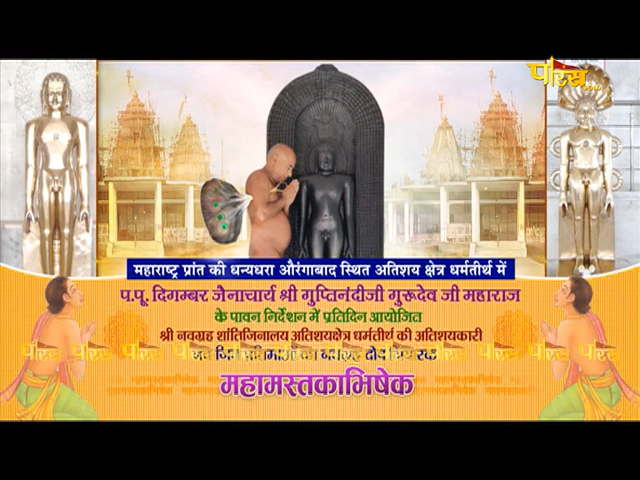 पारस
महाराष्ट्र प्रांत की धन्यधरा औरंगाबाद स्थित अतिशय क्षेत्र धर्मतीर्थ में
प.पू. दिगम्बर जैनाचार्य श्री गुप्तिनंदीजी गुरूदेव जी महाराज
के पावन निर्देशन में प्रतिदिन आयोजित
श्री नवग्रह शांतिजिनालय अतिशयक्षेत्र धर्मतीर्थ की अतिशयकारी
महामस्तकाभिषेक